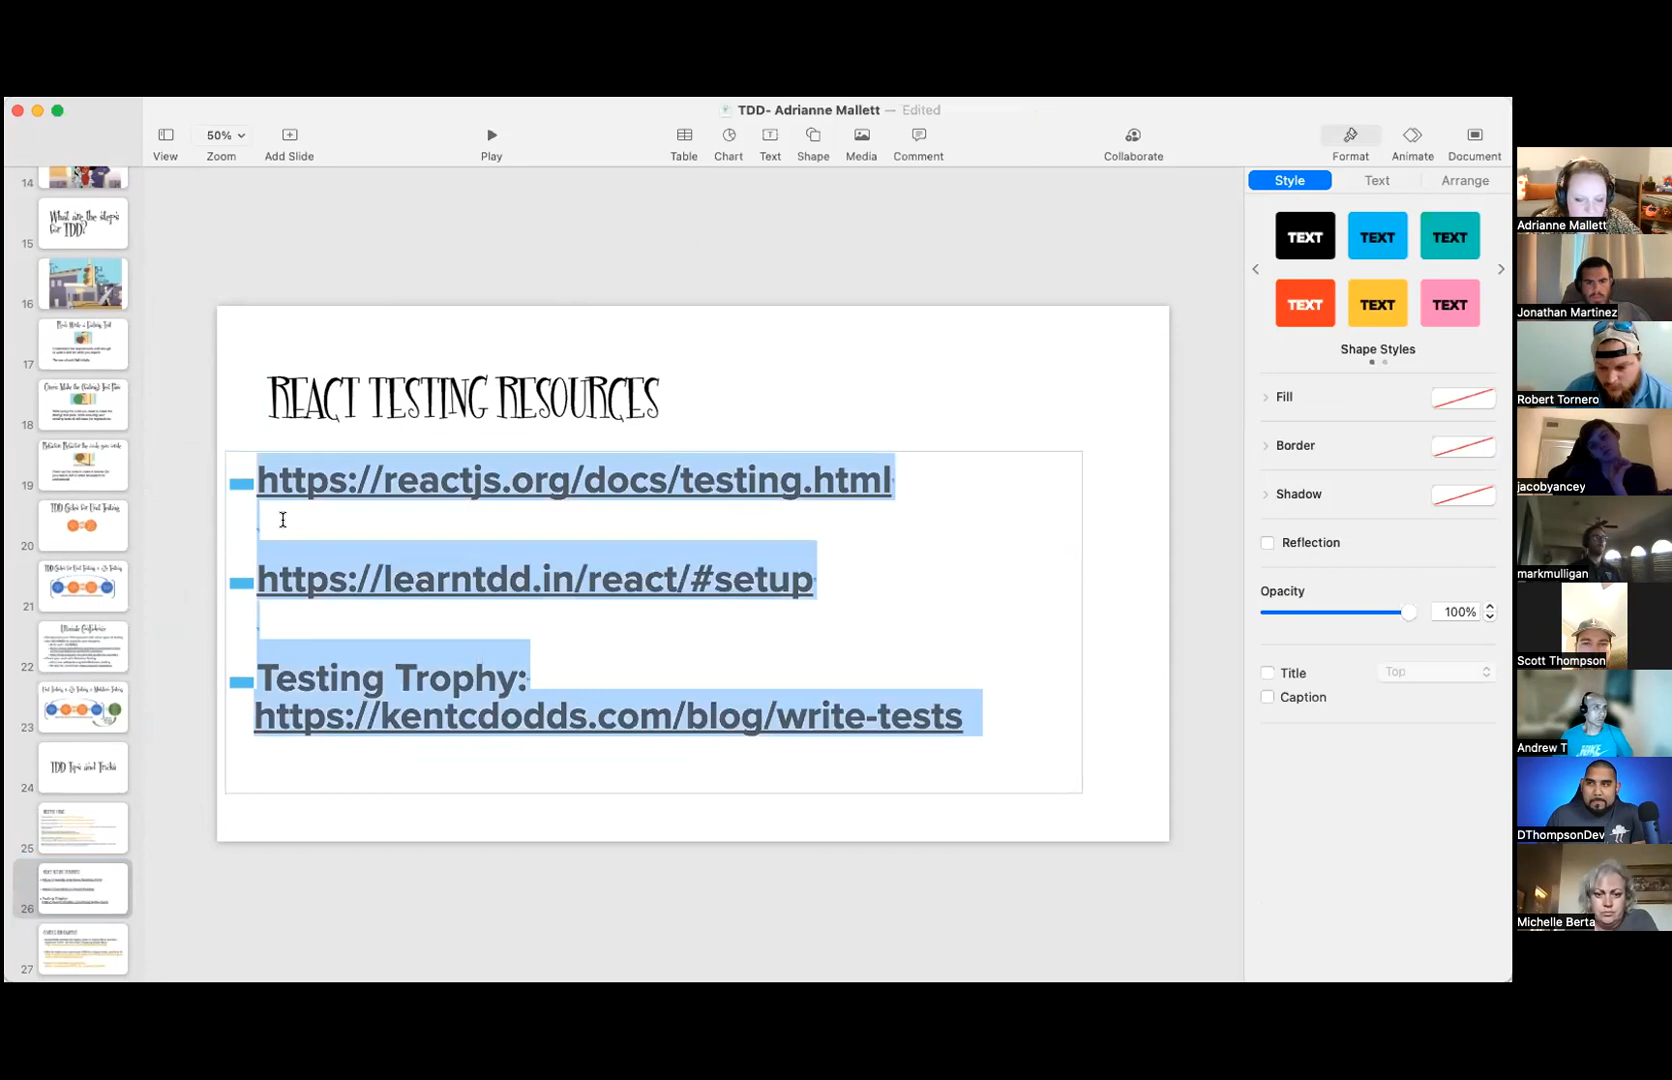 TDD- Adrianne Mallett — Edited
View
50%
Zoom
Add Slide
Play
Table
Chart
Text
Shape
Media
Comment
Collaborate
Format
Animate
Document
14
What are the steps for TDD?
15
16
17
18
19
TDD Cycles for Unit Testing
20
21
22
23
TDD Tips and Tricks
24
25
26
27
REACT TESTING RESOURCES
https://reactjs.org/docs/testing.html
https://learntdd.in/react/#setup
Testing Trophy:
https://kentcdodds.com/blog/write-tests
Style
Text
Arrange
TEXT
TEXT
TEXT
TEXT
TEXT
TEXT
Shape Styles
Fill
Border
Shadow
Reflection
Opacity
100%
Title
Top
Caption
Adrianne Mallett
Jonathan Martinez
Robert Tornero
jacobyancey
markmulligan
Scott Thompson
Andrew T
DThompsonDev
Michelle Berta